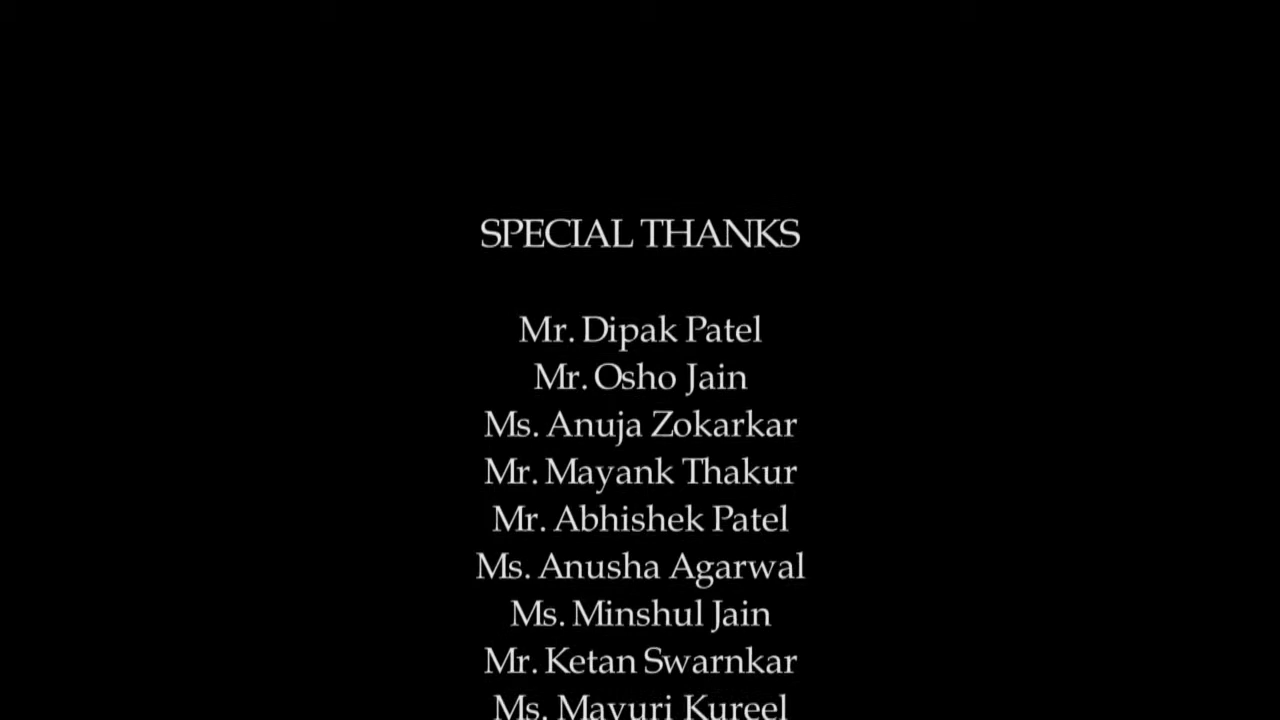 SPECIAL THANKS
Mr. Dipak Patel
Mr. Osho Jain
Ms. Anuja Zokarkar
Mr. Mayank Thakur
Mr. Abhishek Patel
Ms. Anusha Agarwal
Ms. Minshul Jain
Mr. Ketan Swarnkar
Ms. Mayuri Kureel